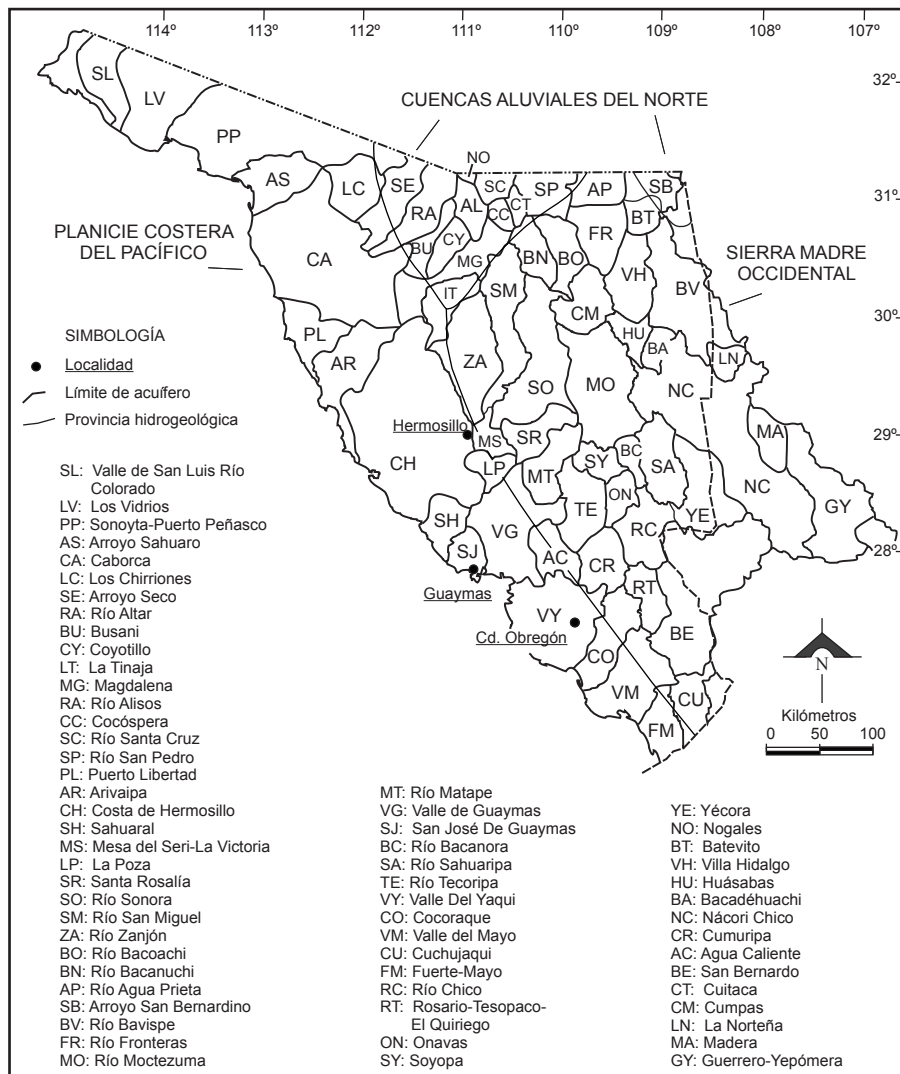 114°
113°
112°
111°
110°
109°
108°
107°
32°
31°
30°
29°
28°
CUENCAS ALUVIALES DEL NORTE
PLANICIE COSTERA
DEL PACÍFICO
SIERRA MADRE
OCCIDENTAL
SL
LV
PP
NO
AS
LC
SE
RA
AL
SC
CC
CT
SP
AP
SB
BT
CA
BU
CY
MG
IT
SM
BN
BO
FR
VH
BV
CM
HU
BA
LN
PL
AR
ZA
SO
MO
NC
MA
Hermosillo
MS
SR
CH
LP
MT
SY
BC
SA
NC
GY
TE
ON
YE
SH
VG
RC
SJ
AC
CR
Guaymas
RT
VY
Cd. Obregón
BE
CO
VM
CU
FM
N
Kilómetros
0 50 100
SIMBOLOGÍA
Localidad
Límite de acuífero
Provincia hidrogeológica
SL: Valle de San Luis Río
Colorado
LV: Los Vidrios
PP: Sonoyta-Puerto Peñasco
AS: Arroyo Sahuaro
CA: Caborca
LC: Los Chirriones
SE: Arroyo Seco
RA: Río Altar
BU: Busani
CY: Coyotillo
LT: La Tinaja
MG: Magdalena
RA: Río Alisos
CC: Cocóspera
SC: Río Santa Cruz
SP: Río San Pedro
PL: Puerto Libertad
AR: Arivaipa
CH: Costa de Hermosillo
SH: Sahuaral
MS: Mesa del Seri-La Victoria
LP: La Poza
SR: Santa Rosalía
SO: Río Sonora
SM: Río San Miguel
ZA: Río Zanjón
BO: Río Bacoachi
BN: Río Bacanuchi
AP: Río Agua Prieta
SB: Arroyo San Bernardino
BV: Río Bavispe
FR: Río Fronteras
MO: Río Moctezuma
MT: Río Matape
VG: Valle de Guaymas
SJ: San José De Guaymas
BC: Río Bacanora
SA: Río Sahuaripa
TE: Río Tecoripa
VY: Valle Del Yaqui
CO: Cocoraque
VM: Valle del Mayo
CU: Cuchujaqui
FM: Fuerte-Mayo
RC: Río Chico
RT: Rosario-Tesopaco-
El Quiriego
ON: Onavas
SY: Soyopa
YE: Yécora
NO: Nogales
BT: Batevito
VH: Villa Hidalgo
HU: Huásabas
BA: Bacadéhuachi
NC: Nácori Chico
CR: Cumuripa
AC: Agua Caliente
BE: San Bernardo
CT: Cuitaca
CM: Cumpas
LN: La Norteña
MA: Madera
GY: Guerrero-Yepómera